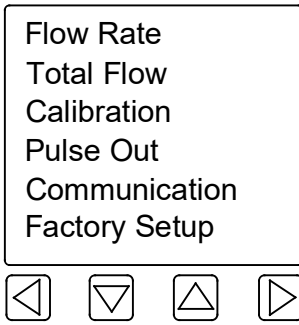 Flow Rate
Total Flow
Calibration
Pulse Out
Communication
Factory Setup